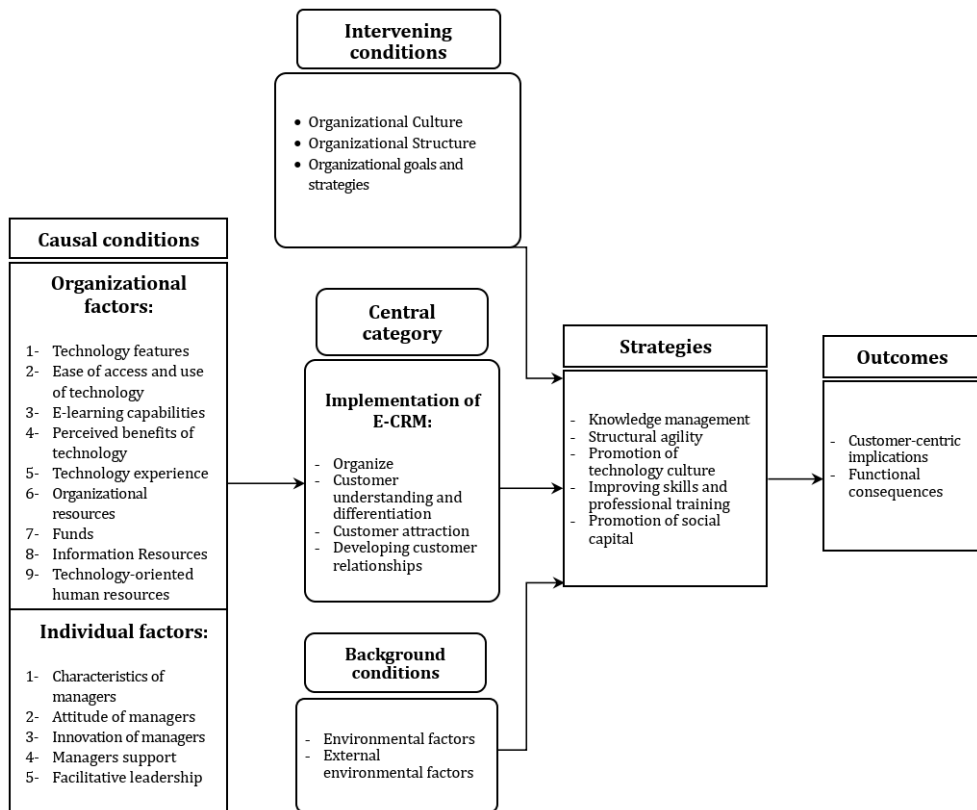 Intervening
conditions
• Organizational Culture
• Organizational Structure
• Organizational goals and
strategies
Causal conditions
Organizational
factors:
1- Technology features
2- Ease of access and use
of technology
3- E-learning capabilities
4- Perceived benefits of
technology
5- Technology experience
6- Organizational
resources
7- Funds
8- Information Resources
9- Technology-oriented
human resources
Individual factors:
1- Characteristics of
managers
2- Attitude of managers
3- Innovation of managers
4- Managers support
5- Facilitative leadership
Central
category
Implementation of
E-CRM:
- Organize
- Customer
understanding and
differentiation
- Customer attraction
- Developing customer
relationships
Background
conditions
- Environmental factors
- External
environmental factors
Strategies
- Knowledge management
- Structural agility
- Promotion of
technology culture
- Improving skills and
professional training
- Promotion of social
capital
Outcomes
- Customer-centric
implications
- Functional
consequences